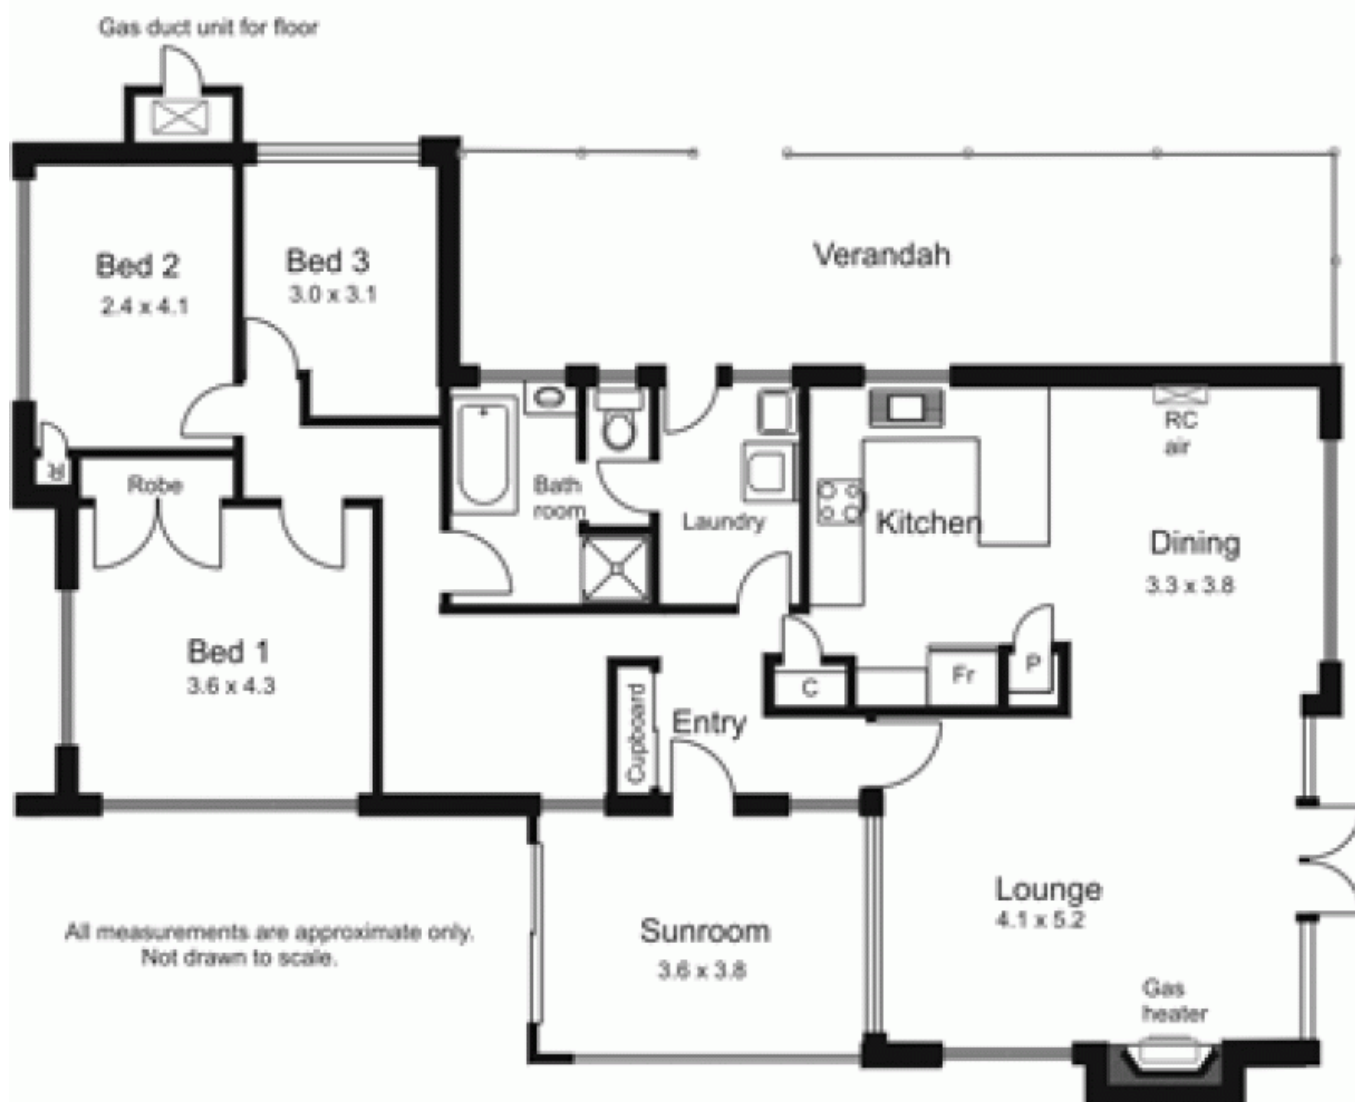 Gas duct unit for floor
Bed 2
2.4 x 4.1
Bed 3
3.0 x 3.1
Verandah
R
Robe
Bath
room
Laundry
Kitchen
RC
air
Dining
3.3 x 3.8
Bed 1
3.6 x 4.3
Cupboard
Entry
C
Fr
P
Lounge
4.1 x 5.2
Sunroom
3.6 x 3.8
Gas
heater
All measurements are approximate only.
Not drawn to scale.